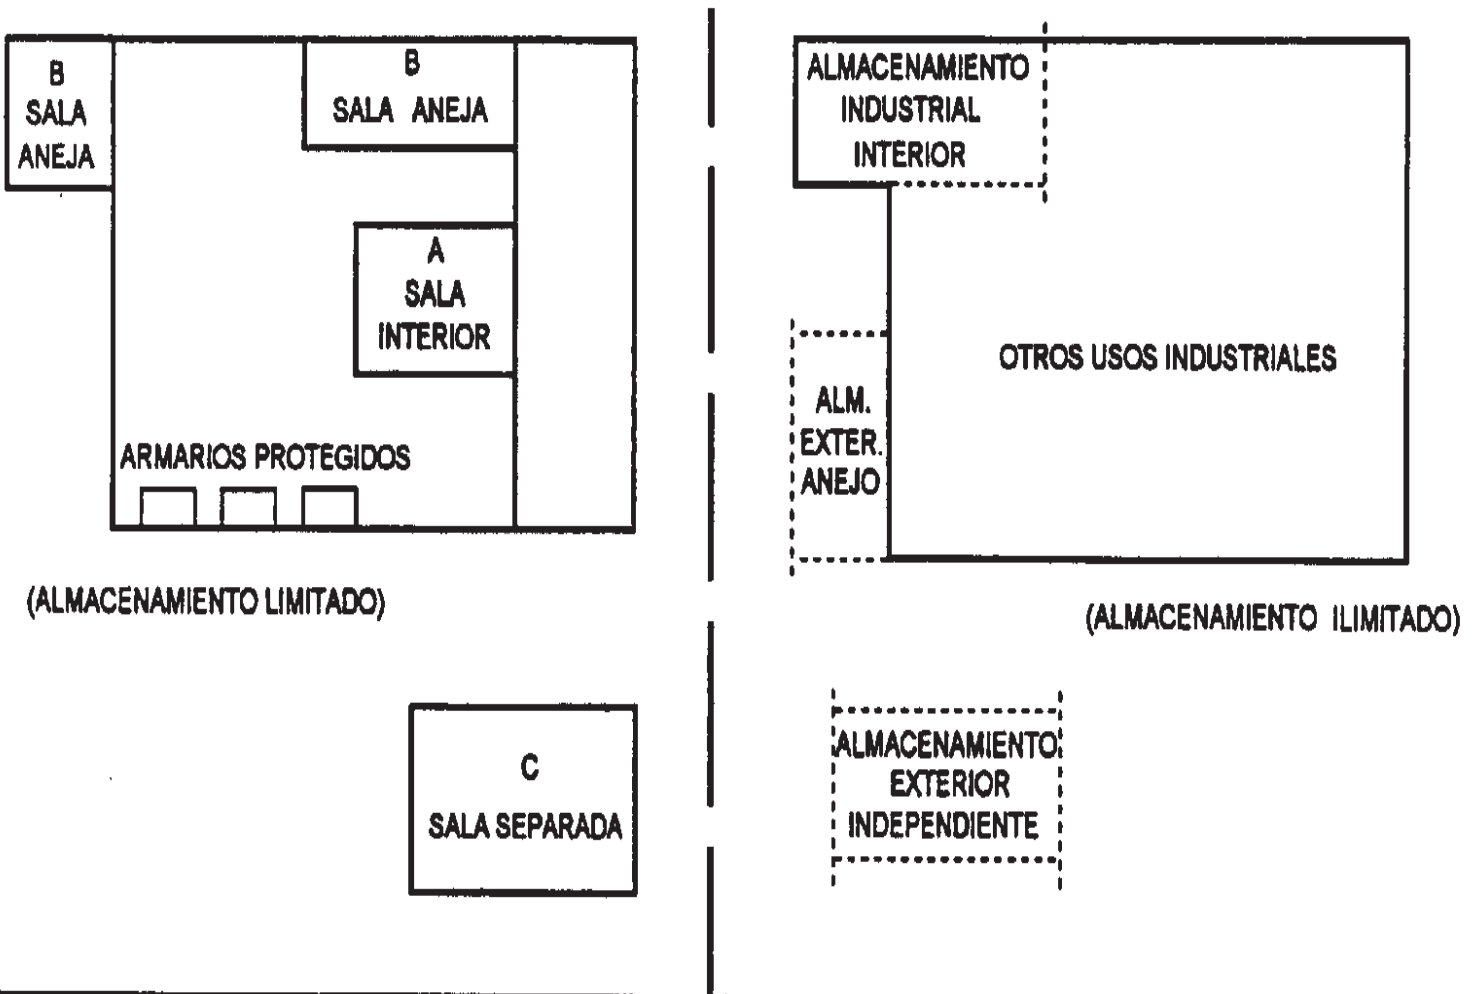 B
SALA
ANEJA
B
SALA ANEJA
A
SALA
INTERIOR
ARMARIOS PROTEGIDOS
(ALMACENAMIENTO LIMITADO)
C
SALA SEPARADA
ALMACENAMIENTO
INDUSTRIAL
INTERIOR
OTROS USOS INDUSTRIALES
ALM.
EXTER.
ANEJO
(ALMACENAMIENTO ILIMITADO)
ALMACENAMIENTO
EXTERIOR
INDEPENDIENTE